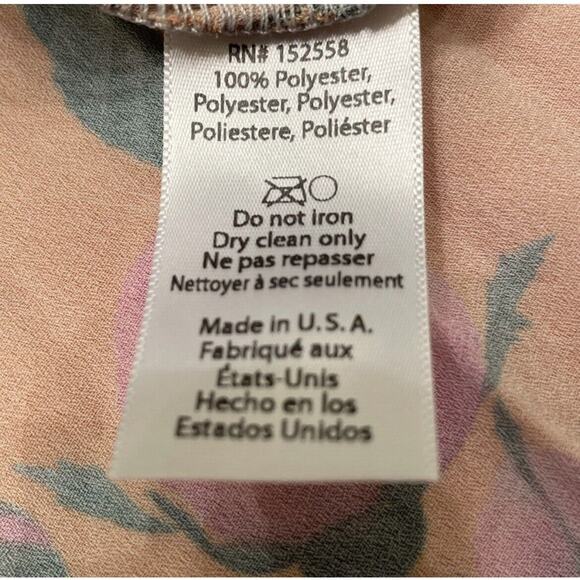 RN# 152558
100% Polyester,
Polyester, Polyester,
Poliestere, Poliéster
Do not iron
Dry clean only
Ne pas repasser
Nettoyer à sec seulement
Made in U.S.A.
Fabriqué aux
États-Unis
Hecho en los
Estados Unidos